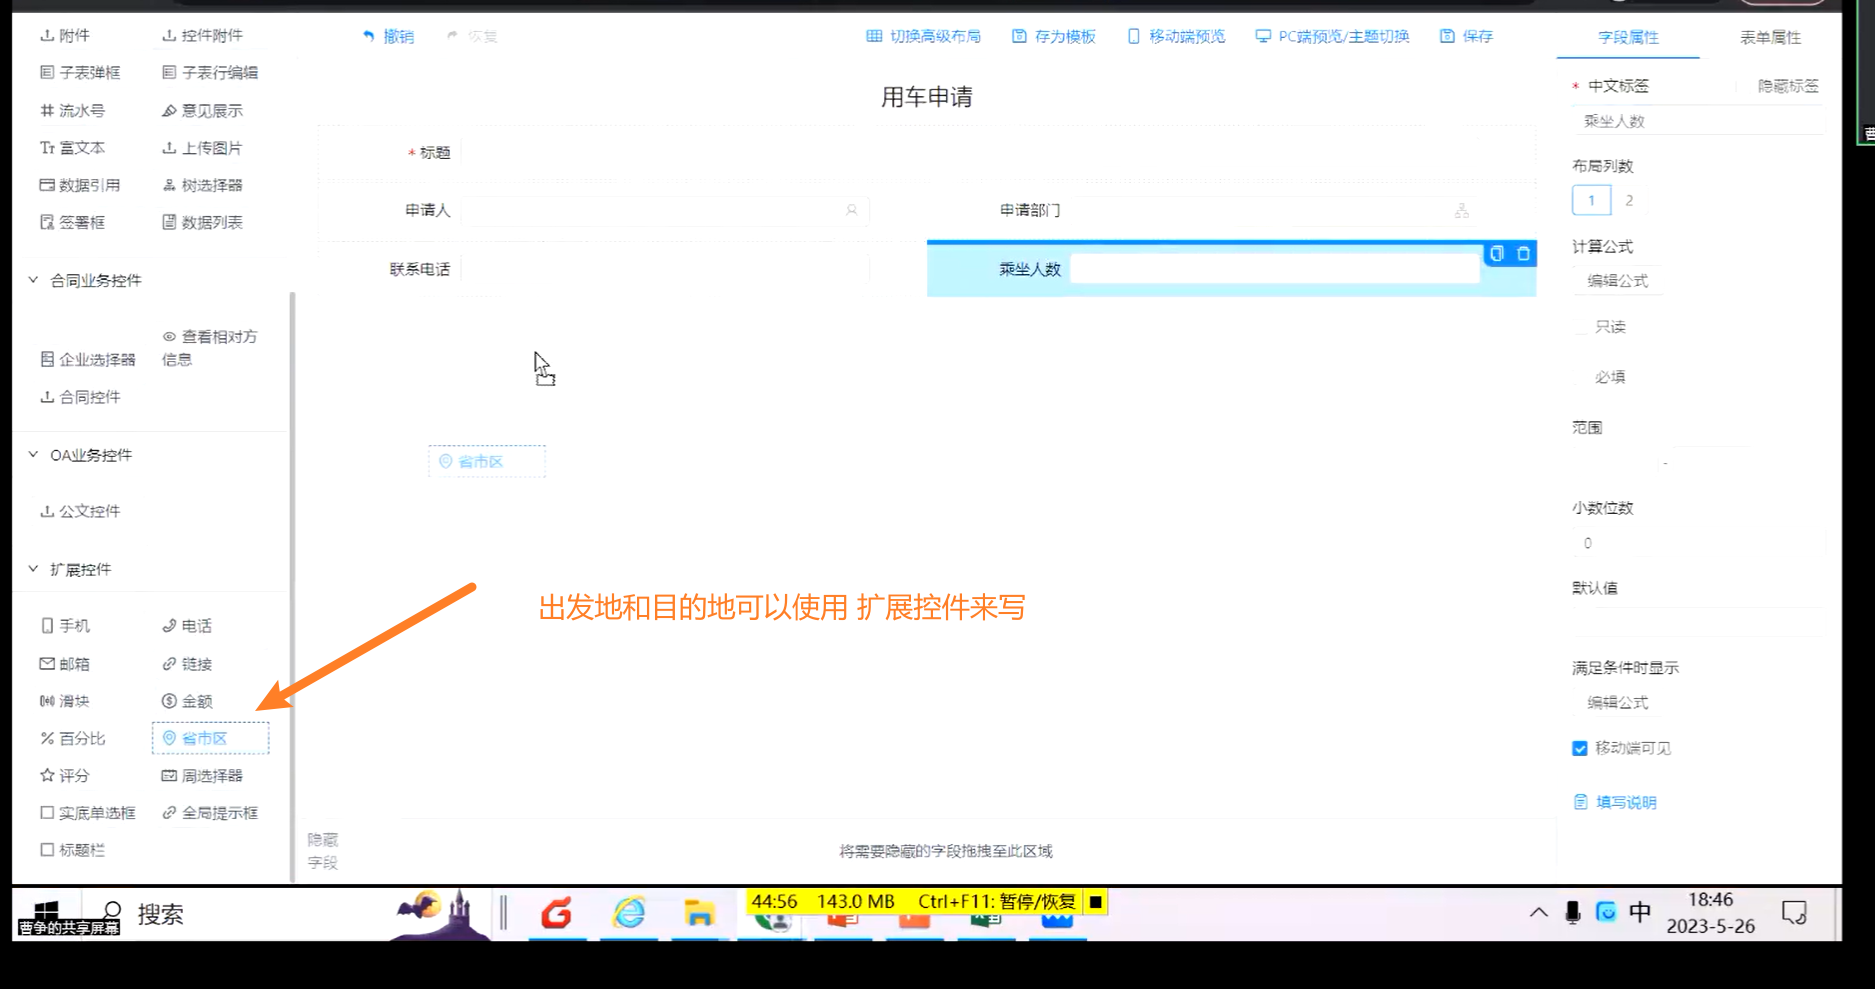 附件
控件附件
子表弹框
子表行编辑
流水号
意见展示
Tт 富文本
上传图片
数据引用
树选择器
签署框
数据列表
合同业务控件
企业选择器
查看相对方信息
合同控件
OA业务控件
公文控件
扩展控件
手机
电话
邮箱
链接
滑块
金额
百分比
省市区
评分
周选择器
实底单选框
全局提示框
标题栏
撤销
恢复
切换高级布局
存为模板
移动端预览
PC端预览/主题切换
保存
用车申请
* 标题
申请人
申请部门
联系电话
乘坐人数
省市区
出发地和目的地可以使用 扩展控件来写
隐藏字段
将需要隐藏的字段拖拽至此区域
字段属性
表单属性
* 中文标签
隐藏标签
乘坐人数
布局列数
1
2
计算公式
编辑公式
只读
必填
范围
-
小数位数
0
默认值
满足条件时显示
编辑公式
移动端可见
填写说明
曹争的共享屏幕
搜索
44:56 143.0 MB Ctrl+F11: 暂停/恢复
中
18:46
2023-5-26